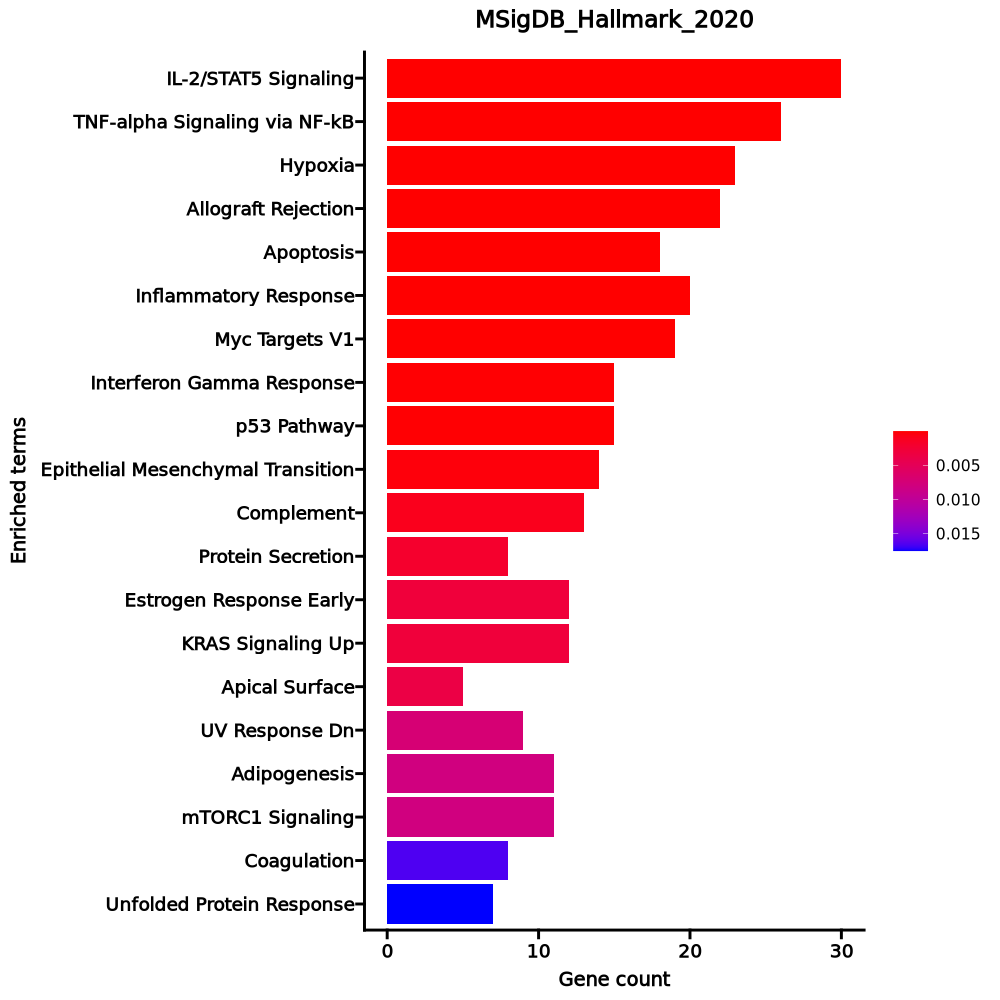 MSigDB_Hallmark_2020
IL-2/STAT5 Signaling
TNF-alpha Signaling via NF-kB
Hypoxia
Allograft Rejection
Apoptosis
Inflammatory Response
Myc Targets V1
Interferon Gamma Response
p53 Pathway
Epithelial Mesenchymal Transition
Complement
Protein Secretion
Estrogen Response Early
KRAS Signaling Up
Apical Surface
UV Response Dn
Adipogenesis
mTORC1 Signaling
Coagulation
Unfolded Protein Response
Enriched terms
0 10 20 30
Gene count
0.005
0.010
0.015